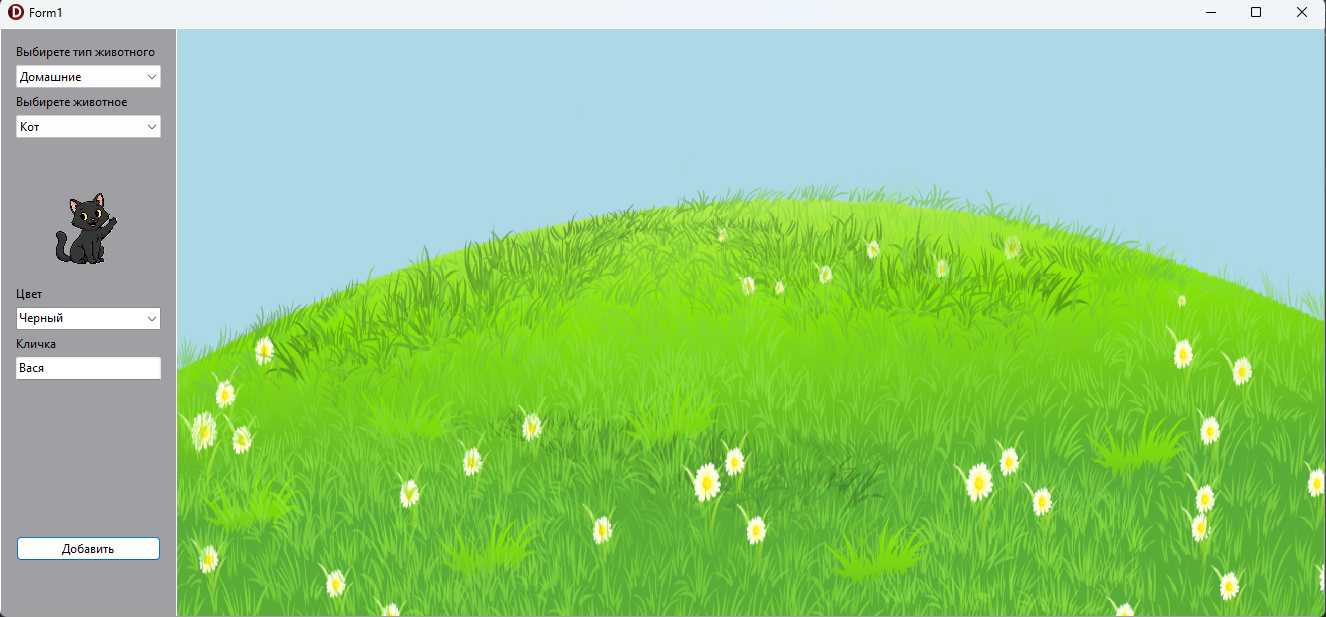 Form1
Выбирете тип животного
Домашние
Выбирете животное
Кот
Цвет
Черный
Кличка
Вася
Добавить